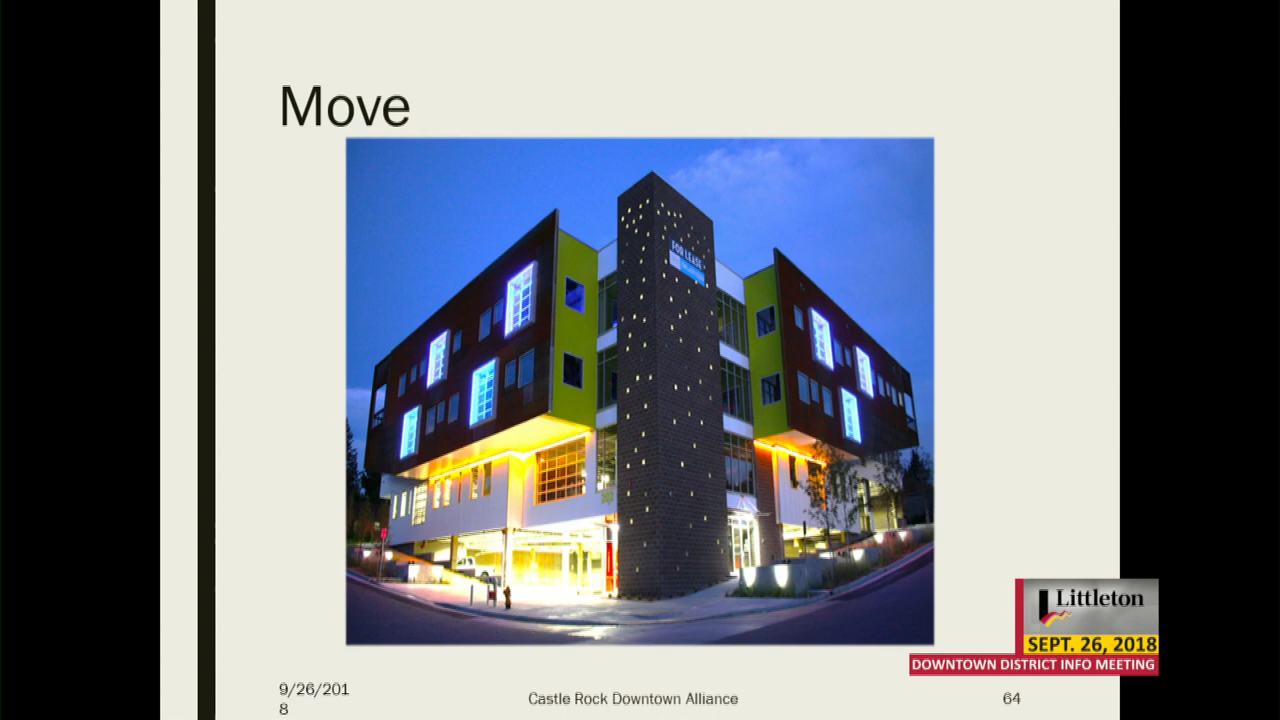 Move
FOR LEASE
Littleton
SEPT. 26, 2018
DOWNTOWN DISTRICT INFO MEETING
9/26/201
8
Castle Rock Downtown Alliance
64